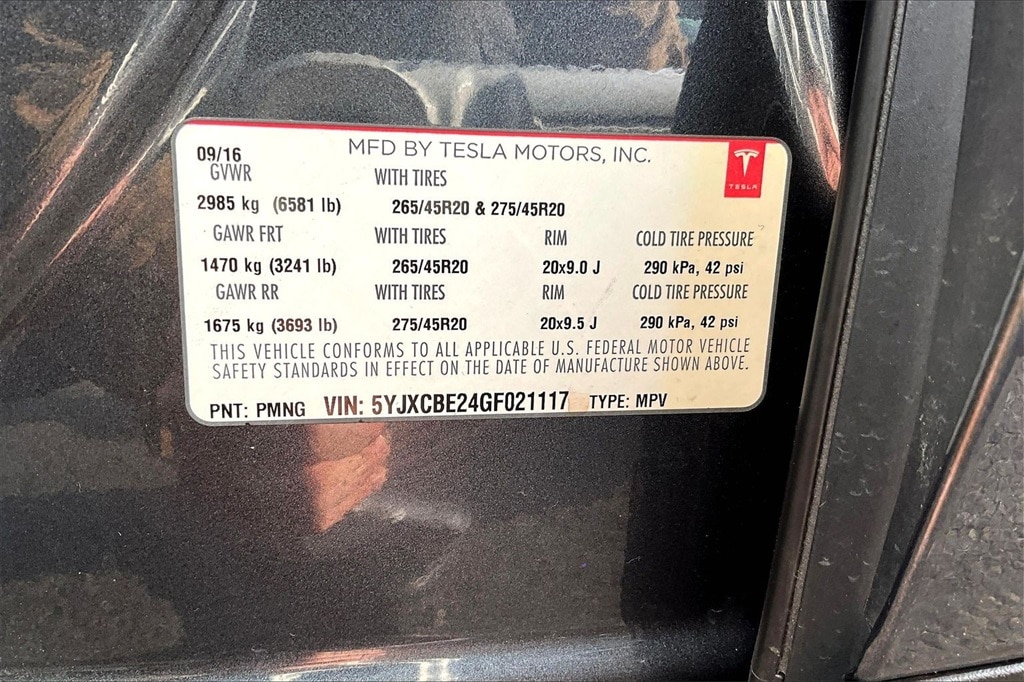 MFD BY TESLA MOTORS, INC.
TESLA
09/16
GVWR WITH TIRES
2985 kg (6581 lb) 265/45R20 & 275/45R20
GAWR FRT WITH TIRES RIM COLD TIRE PRESSURE
1470 kg (3241 lb) 265/45R20 20x9.0 J 290 kPa, 42 psi
GAWR RR WITH TIRES RIM COLD TIRE PRESSURE
1675 kg (3693 lb) 275/45R20 20x9.5 J 290 kPa, 42 psi
THIS VEHICLE CONFORMS TO ALL APPLICABLE U.S. FEDERAL MOTOR VEHICLE
SAFETY STANDARDS IN EFFECT ON THE DATE OF MANUFACTURE SHOWN ABOVE.
PNT: PMNG VIN: 5YJXCBE24GF021117 TYPE: MPV